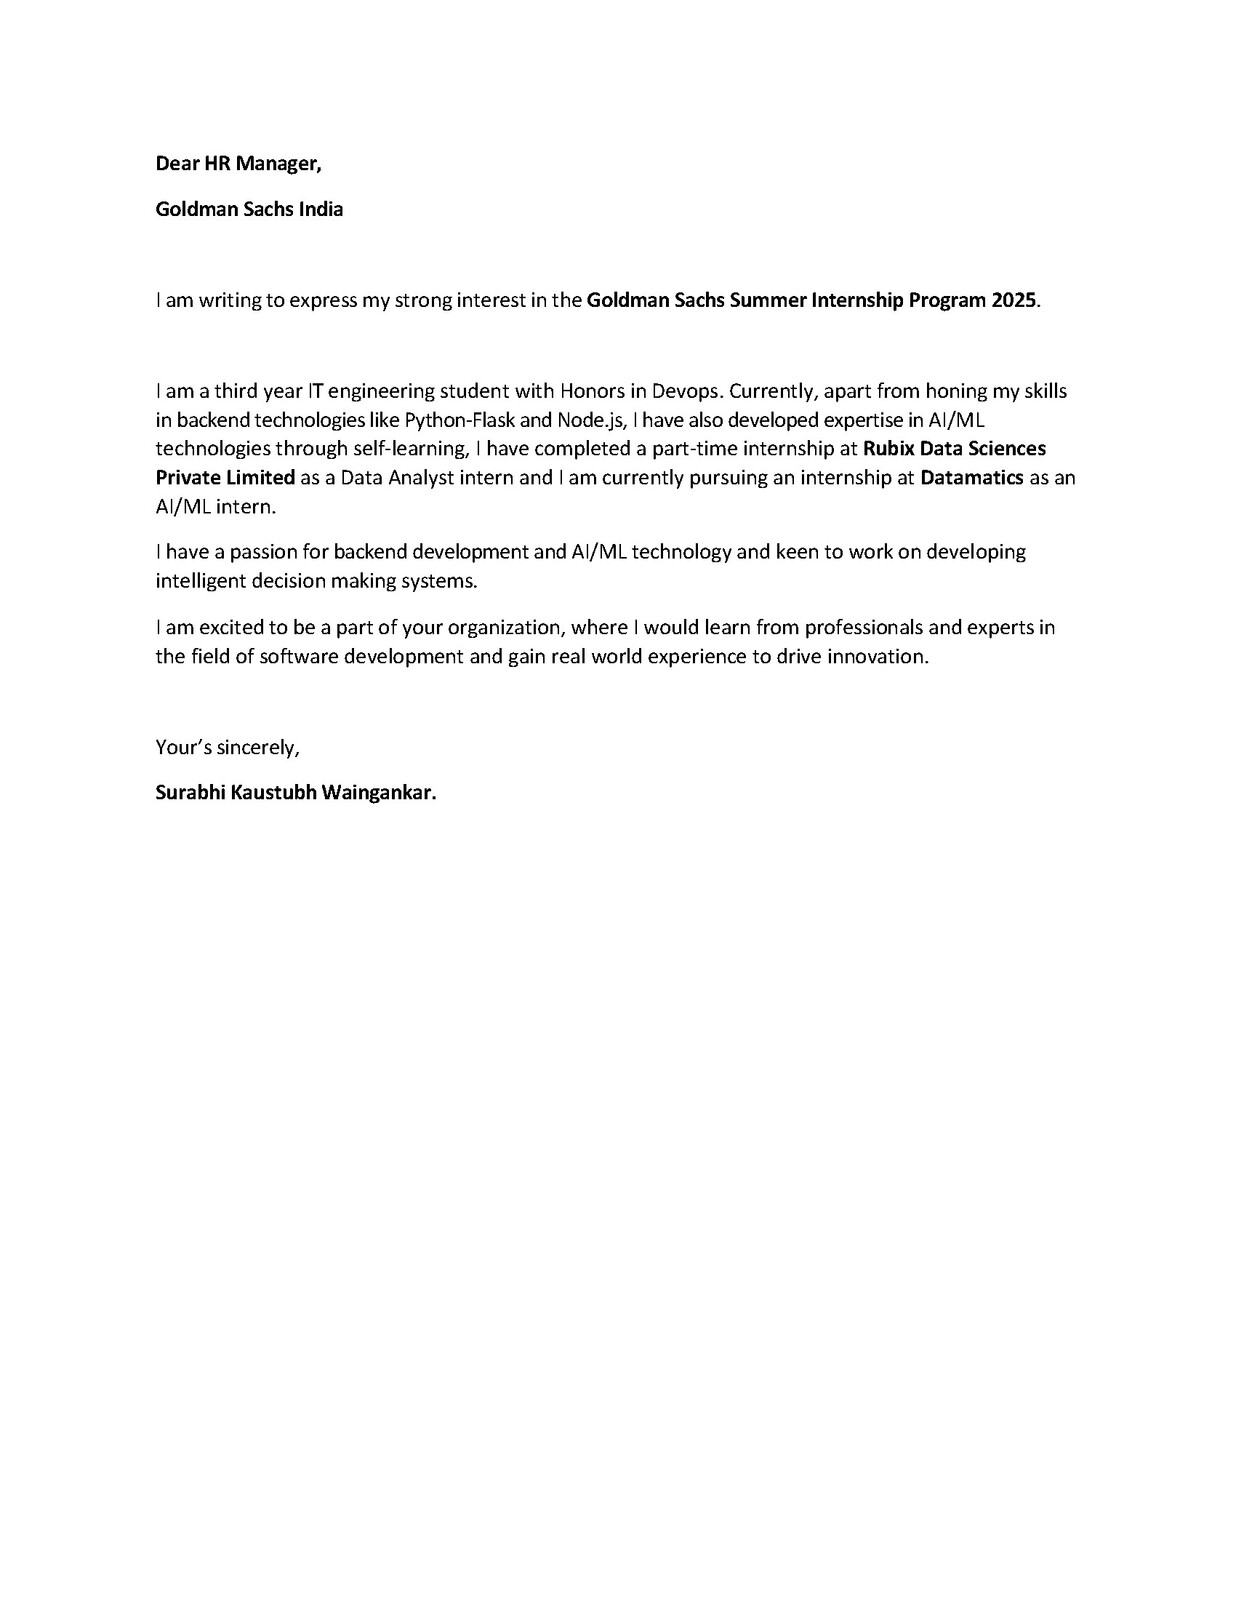 Dear HR Manager,
Goldman Sachs India
I am writing to express my strong interest in the Goldman Sachs Summer Internship Program 2025.
I am a third year IT engineering student with Honors in Devops. Currently, apart from honing my skills
in backend technologies like Python-Flask and Node.js, I have also developed expertise in AI/ML
technologies through self-learning, I have completed a part-time internship at Rubix Data Sciences
Private Limited as a Data Analyst intern and I am currently pursuing an internship at Datamatics as an
AI/ML intern.
I have a passion for backend development and AI/ML technology and keen to work on developing
intelligent decision making systems.
I am excited to be a part of your organization, where I would learn from professionals and experts in
the field of software development and gain real world experience to drive innovation.
Your’s sincerely,
Surabhi Kaustubh Waingankar.